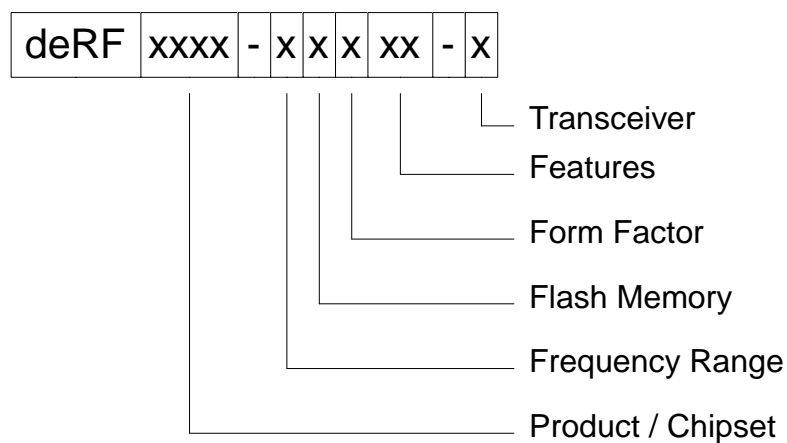 deRF xxxx - x x x xx - x
Transceiver
Features
Form Factor
Flash Memory
Frequency Range
Product / Chipset